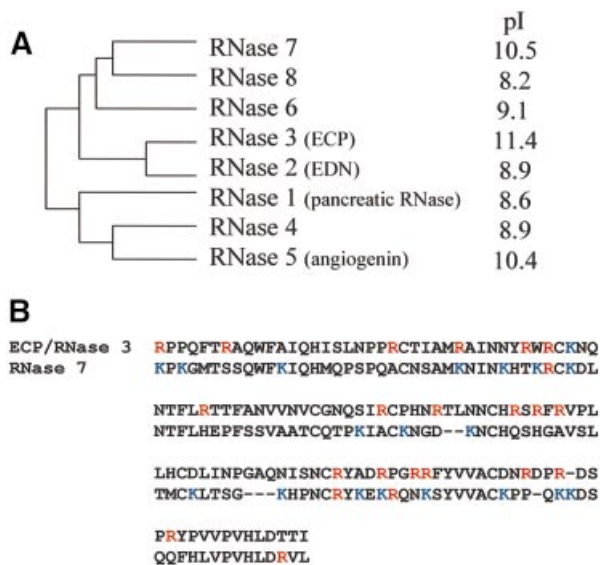 A
pI
RNase 7 10.5
RNase 8 8.2
RNase 6 9.1
RNase 3 (ECP) 11.4
RNase 2 (EDN) 8.9
RNase 1 (pancreatic RNase) 8.6
RNase 4 8.9
RNase 5 (angiogenin) 10.4
B
ECP/RNase 3 RPPQFTRAQWFAIQHISLNPPRCTIAMRAINNYRWRCKNQ
RNase 7 KPKGMTSSQWFKIQHMQPSPQACNSAMKNINKHTKRCKDL
NTFLRTTFANVVNVCGNQSIRCPHNRTLNNCHRSRFRVPL
NTFLHEPFSSVAATCQTPKIACKNGD--KNCHQSHGAVSL
LHCDLINPGAQNISNCRYADRPGRRFYVVACDNRDPR-DS
TMCKLTSG---KHPNCRYKEKRQNKSYVVACKPP-QKKDS
PRYPVVPVHLDTTI
QQFHLVPVHLDRVL